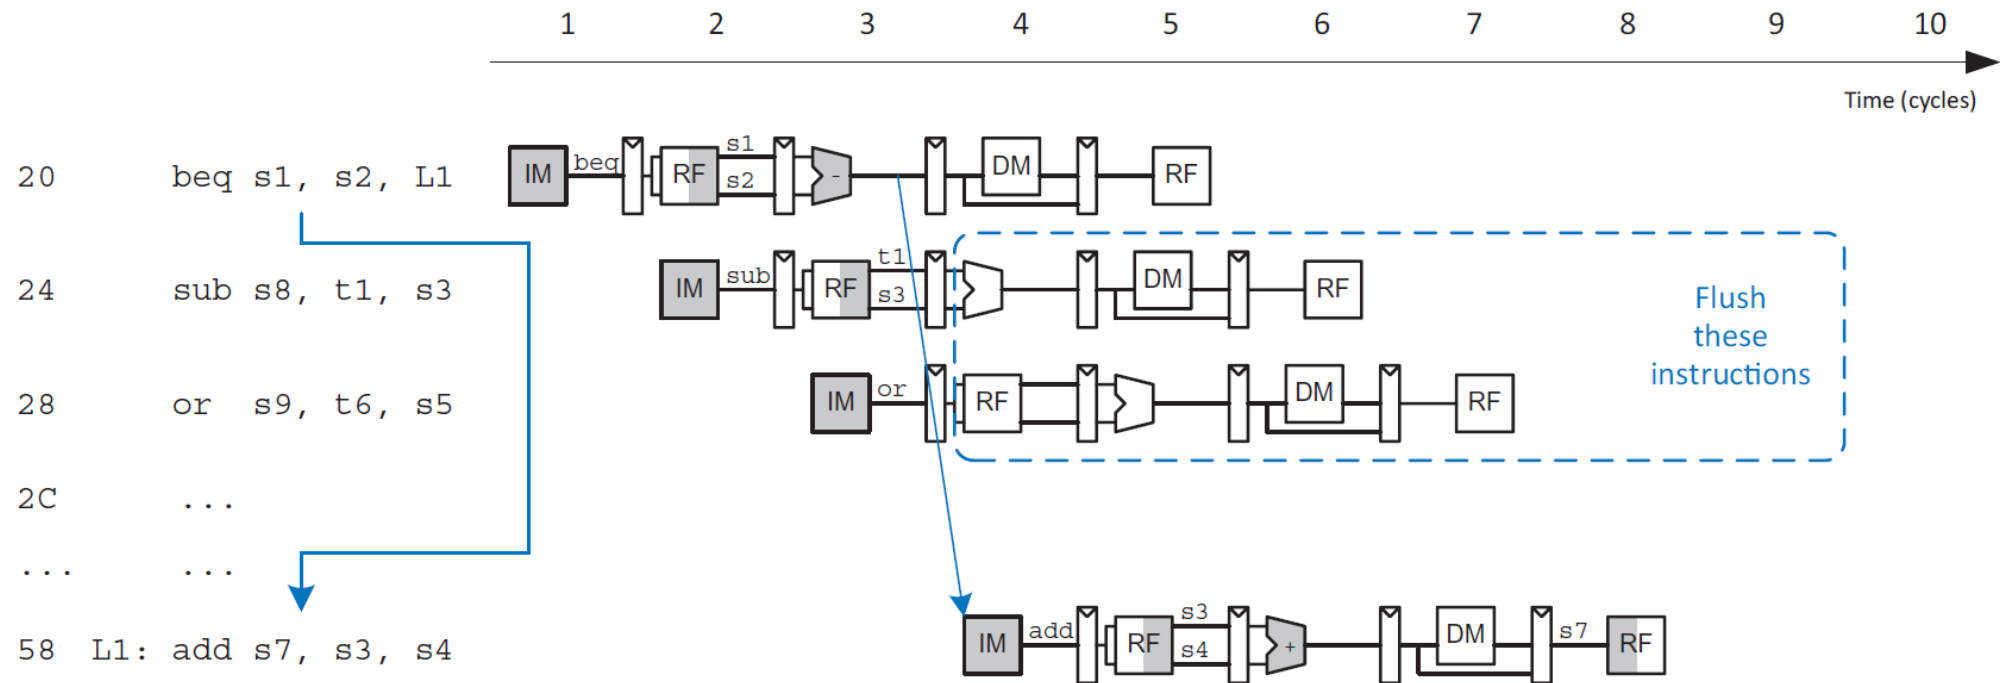 1 2 3 4 5 6 7 8 9 10
Time (cycles)
20 beq s1, s2, L1 IM beq RF s1 s2 - DM RF
24 sub s8, t1, s3 IM sub RF t1 s3 DM RF
Flush
these
instructions
28 or s9, t6, s5 IM or RF DM RF
2C ...
... ...
58 L1: add s7, s3, s4 IM add RF s3 s4 + DM s7 RF